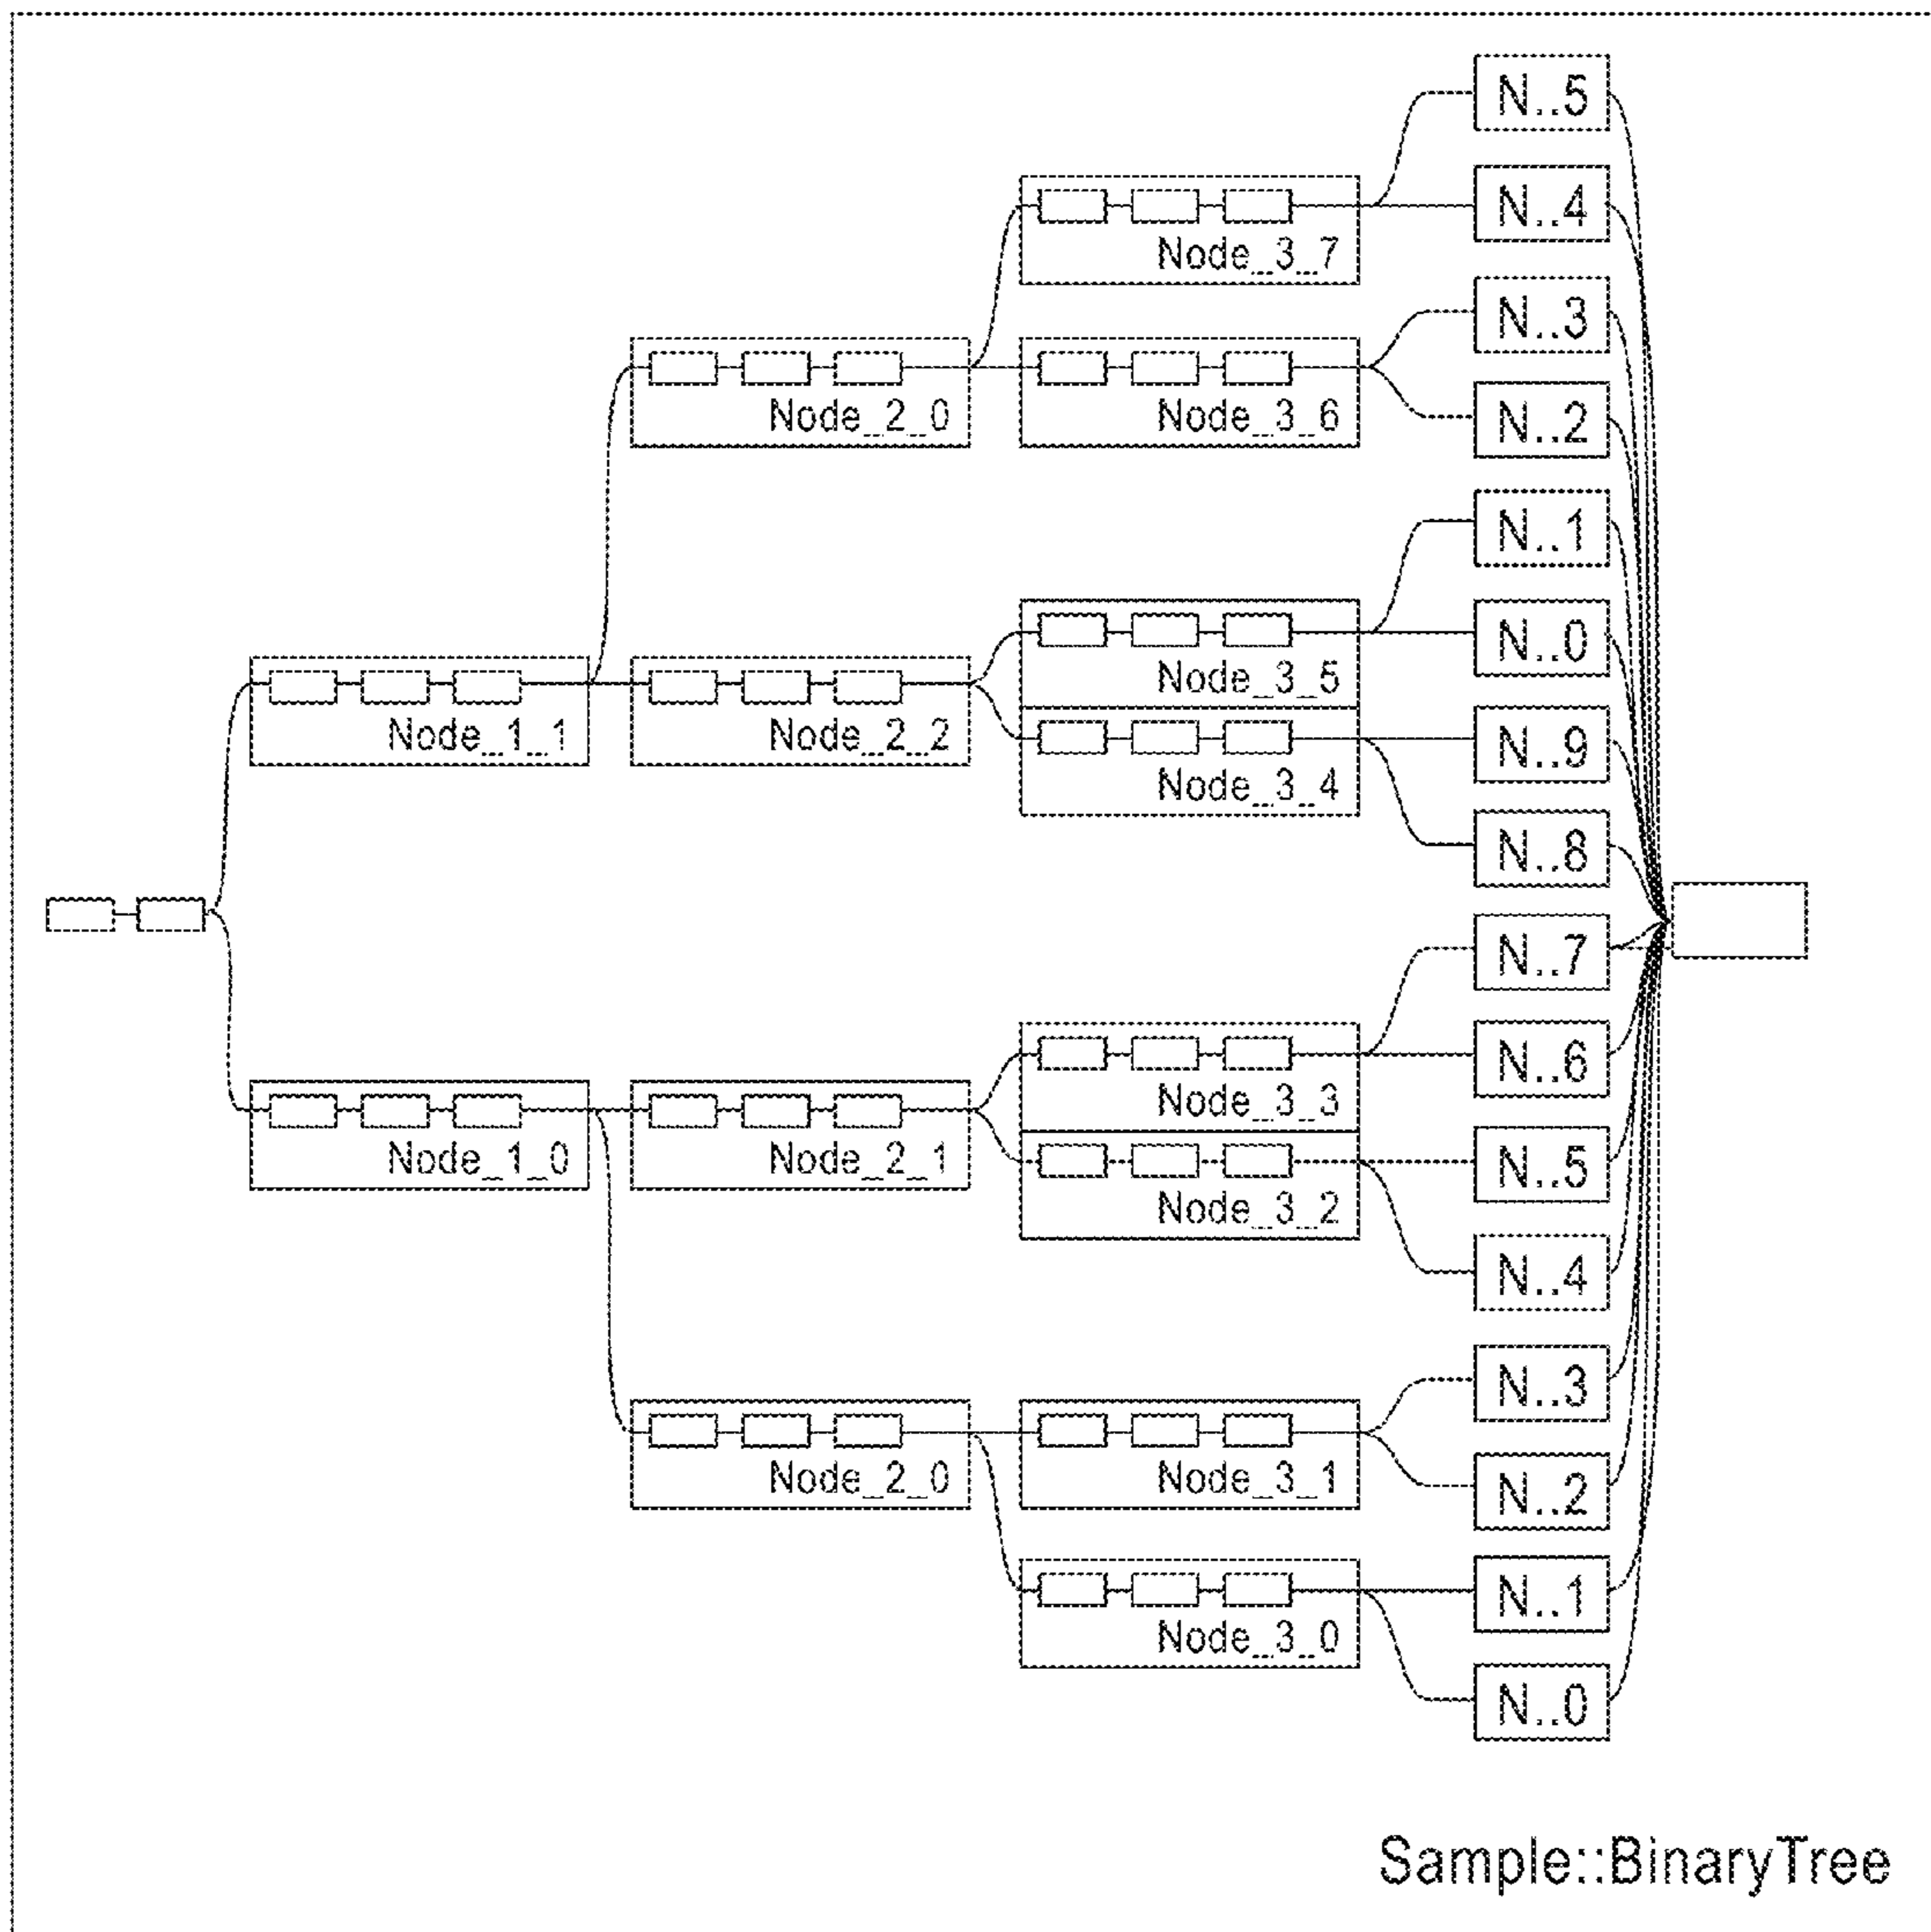 N..5
N..4
Node_3_7
N..3
Node_2_0
Node_3_6
N..2
N..1
N..0
Node_3_5
Node_1_1
Node_2_2
N..9
Node_3_4
N..8
N..7
N..6
Node_3_3
Node_1_0
Node_2_1
N..5
Node_3_2
N..4
N..3
Node_2_0
Node_3_1
N..2
N..1
Node_3_0
N..0
Sample::BinaryTree